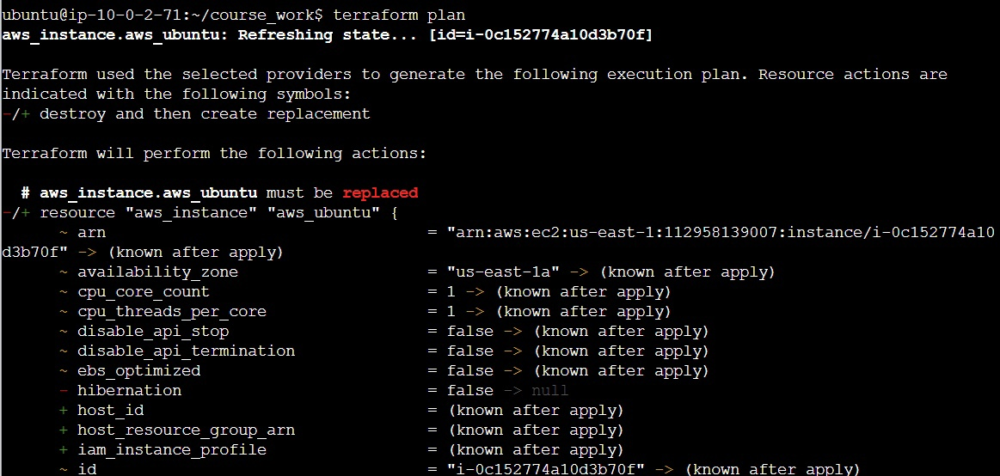 ubuntu@ip-10-0-2-71:~/course_work$ terraform plan
aws_instance.aws_ubuntu: Refreshing state... [id=i-0c152774a10d3b70f]
Terraform used the selected providers to generate the following execution plan. Resource actions are
indicated with the following symbols:
-/+ destroy and then create replacement
Terraform will perform the following actions:
  # aws_instance.aws_ubuntu must be replaced
-/+ resource "aws_instance" "aws_ubuntu" {
      ~ arn                                  = "arn:aws:ec2:us-east-1:112958139007:instance/i-0c152774a10
d3b70f" -> (known after apply)
      ~ availability_zone                    = "us-east-1a" -> (known after apply)
      ~ cpu_core_count                       = 1 -> (known after apply)
      ~ cpu_threads_per_core                 = 1 -> (known after apply)
      ~ disable_api_stop                     = false -> (known after apply)
      ~ disable_api_termination              = false -> (known after apply)
      ~ ebs_optimized                        = false -> (known after apply)
      - hibernation                          = false -> null
      + host_id                              = (known after apply)
      + host_resource_group_arn              = (known after apply)
      + iam_instance_profile                 = (known after apply)
      ~ id                                   = "i-0c152774a10d3b70f" -> (known after apply)